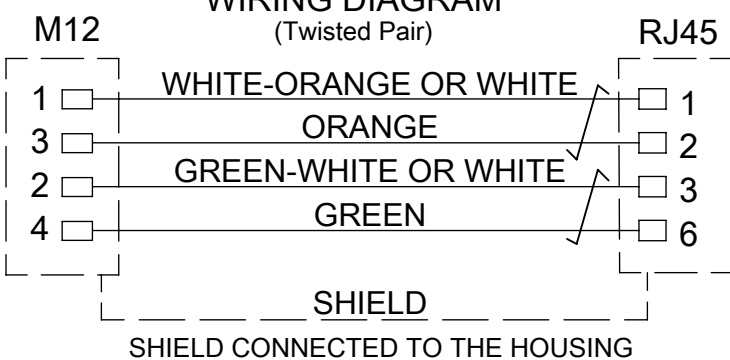 WIRING DIAGRAM
(Twisted Pair)
M12 RJ45
1 WHITE-ORANGE OR WHITE 1
3 ORANGE 2
2 GREEN-WHITE OR WHITE 3
4 GREEN 6
SHIELD
SHIELD CONNECTED TO THE HOUSING